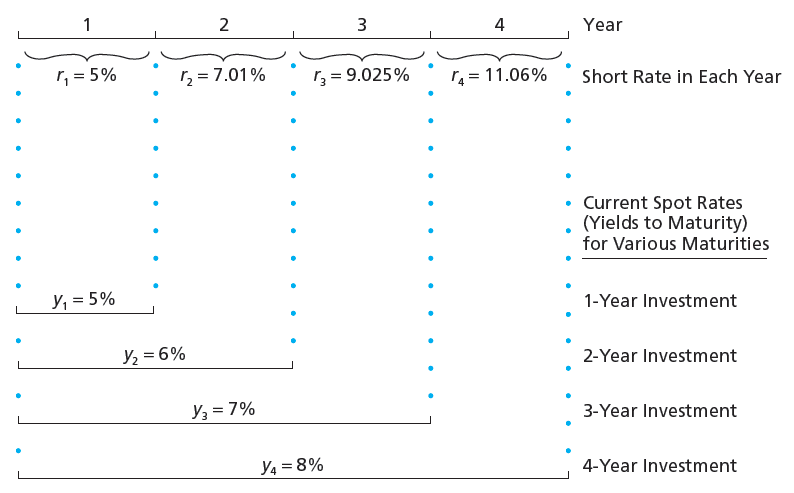 1 2 3 4 Year
r₁ = 5% r₂ = 7.01% r₃ = 9.025% r₄ = 11.06% Short Rate in Each Year
Current Spot Rates
(Yields to Maturity)
for Various Maturities
y₁ = 5% 1-Year Investment
y₂ = 6% 2-Year Investment
y₃ = 7% 3-Year Investment
y₄ = 8% 4-Year Investment